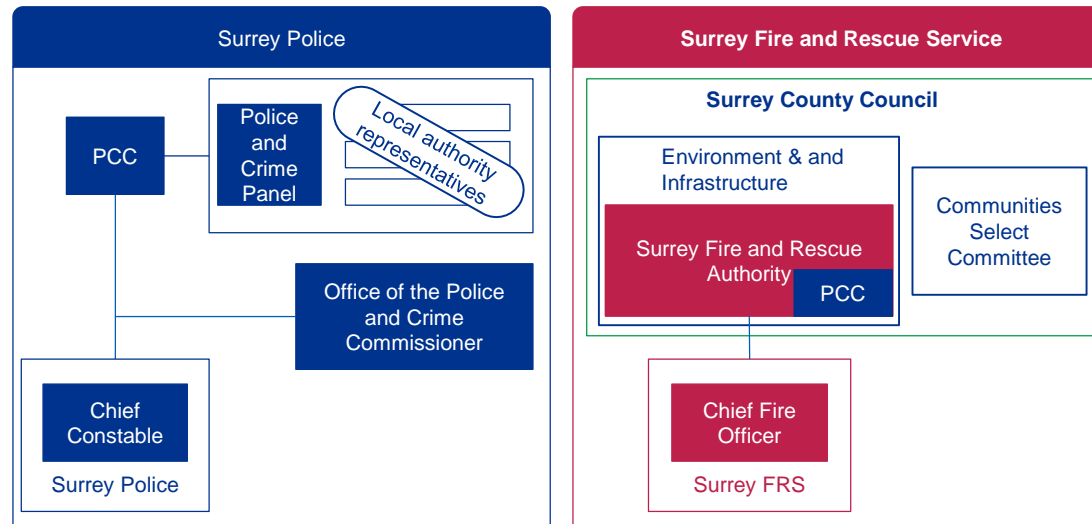 Surrey Police
PCC
Police
and
Crime
Panel
Local authority
representatives
Office of the Police
and Crime
Commissioner
Chief
Constable
Surrey Police
Surrey Fire and Rescue Service
Surrey County Council
Environment & and
Infrastructure
Surrey Fire and Rescue
Authority
PCC
Communities
Select
Committee
Chief Fire
Officer
Surrey FRS